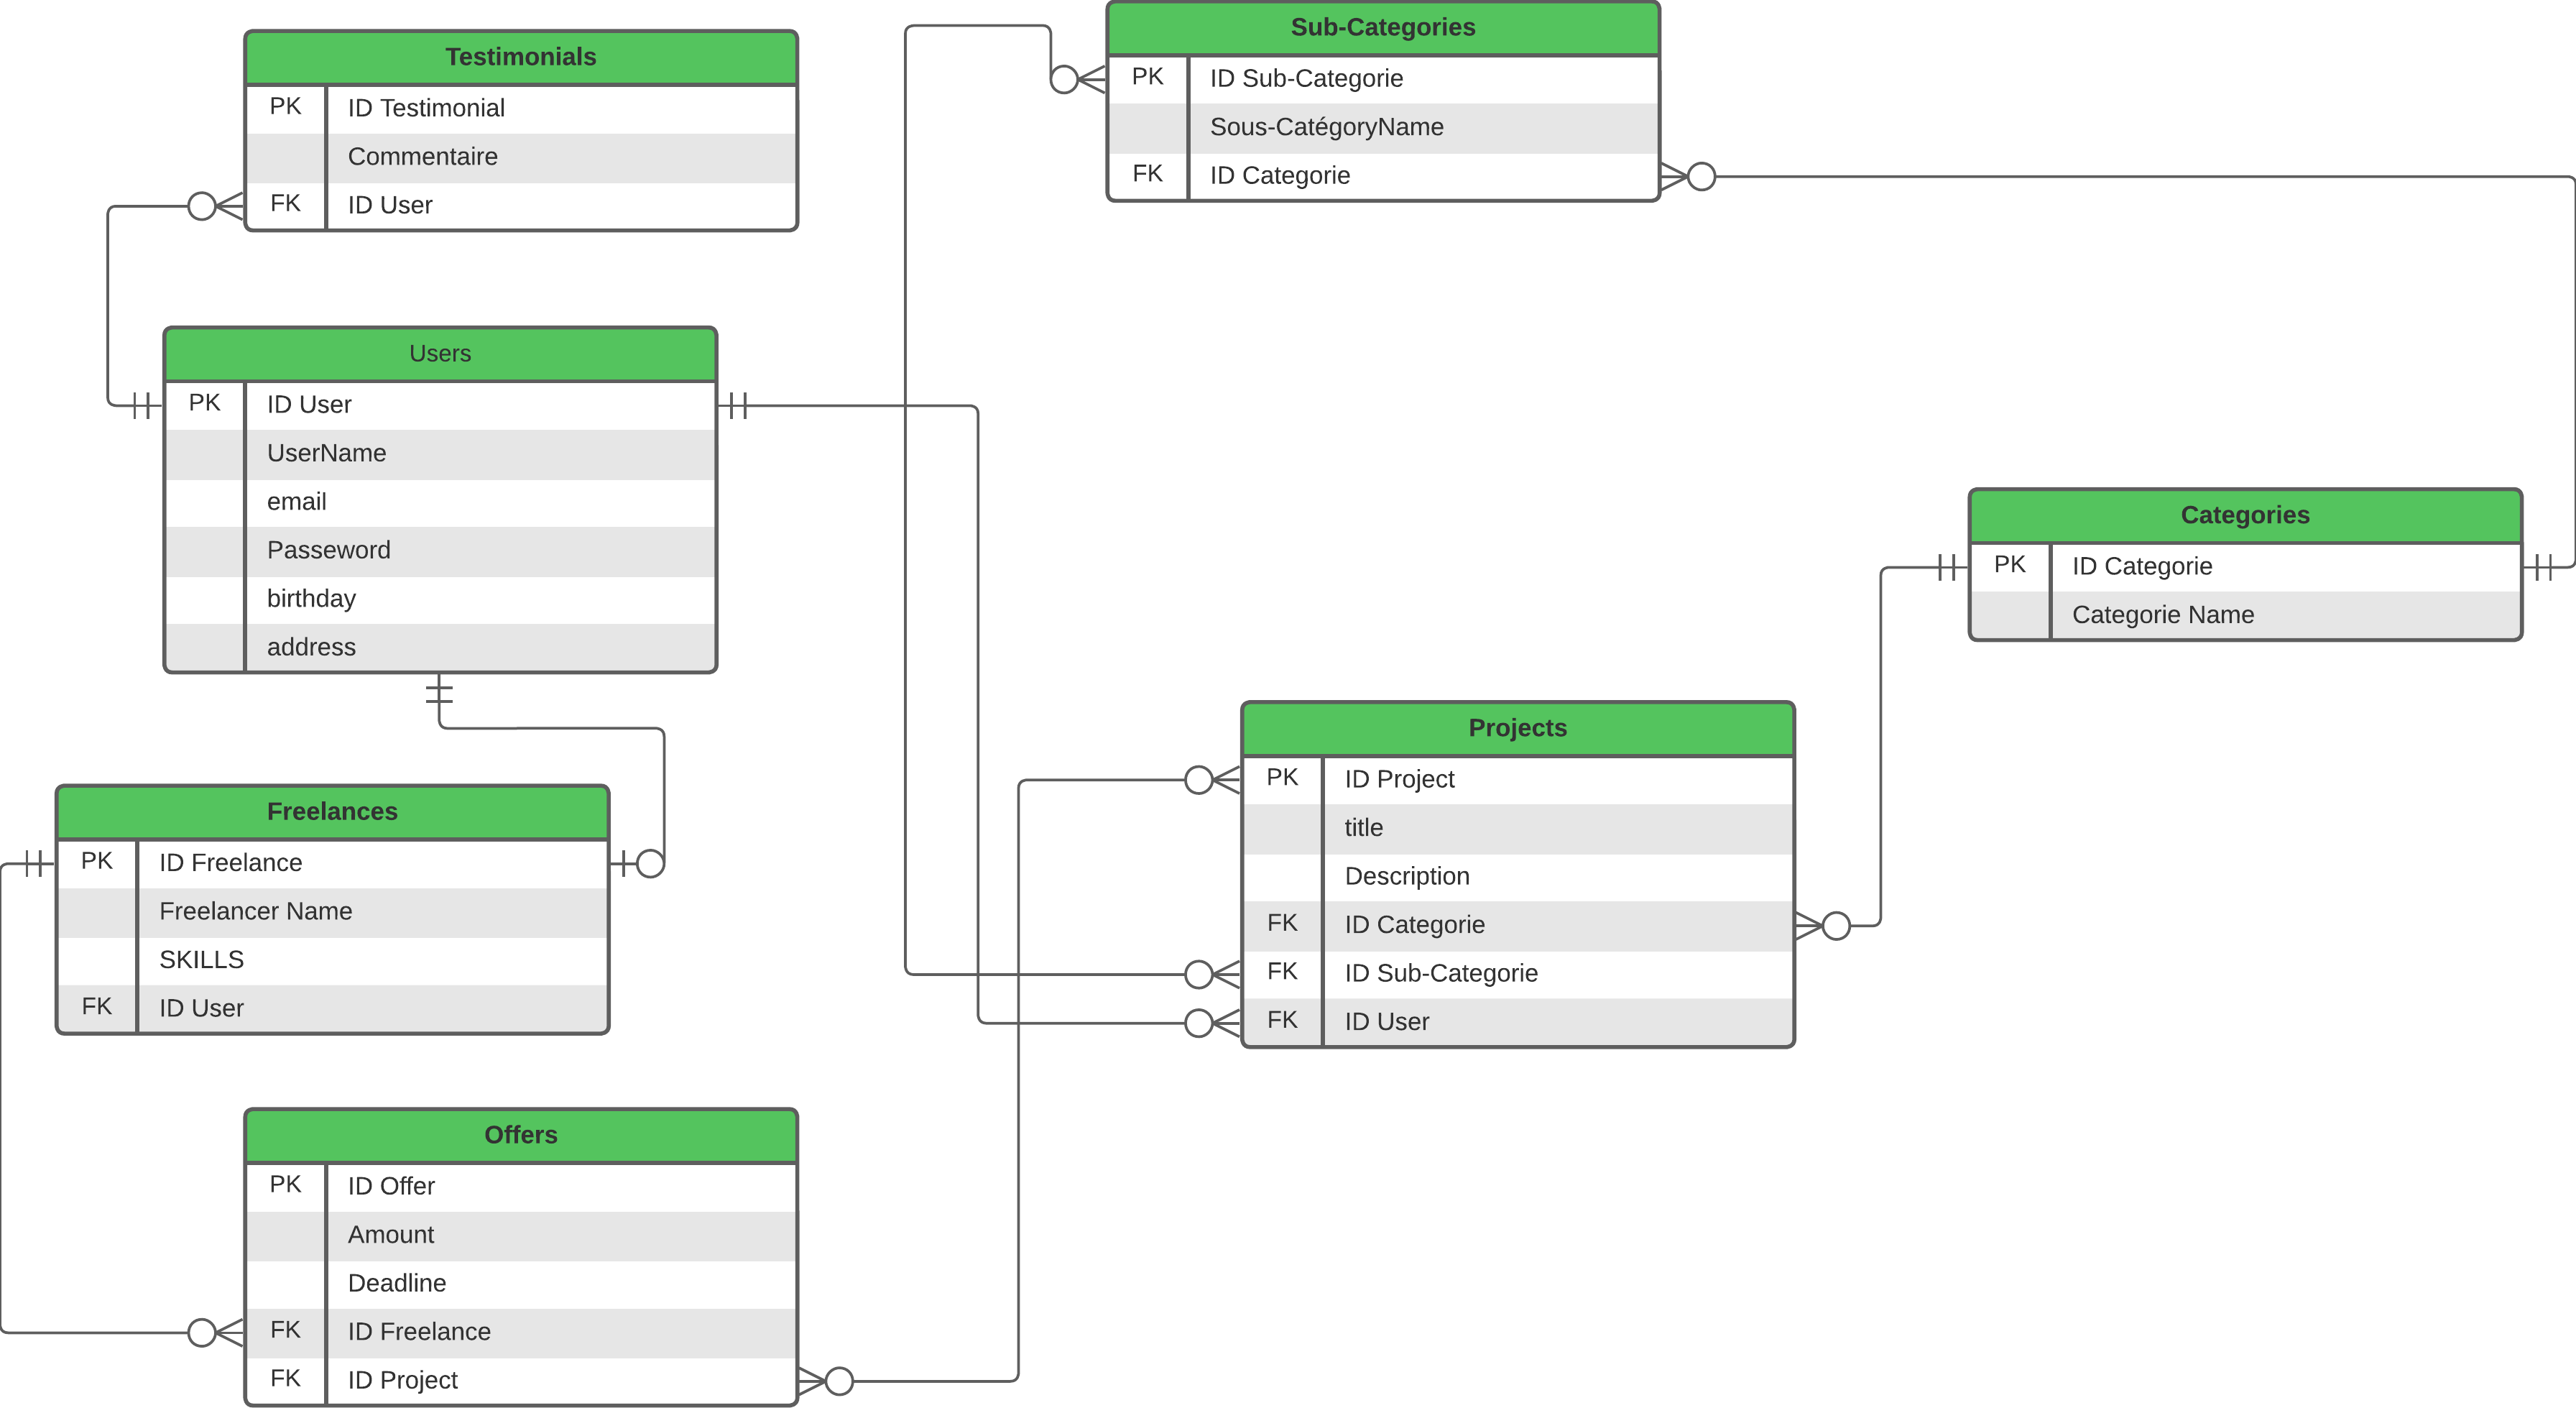 Testimonials
PK ID Testimonial
Commentaire
FK ID User
Sub-Categories
PK ID Sub-Categorie
Sous-CatégoryName
FK ID Categorie
Users
PK ID User
UserName
email
Passeword
birthday
address
Categories
PK ID Categorie
Categorie Name
Projects
PK ID Project
title
Description
FK ID Categorie
FK ID Sub-Categorie
FK ID User
Freelances
PK ID Freelance
Freelancer Name
SKILLS
FK ID User
Offers
PK ID Offer
Amount
Deadline
FK ID Freelance
FK ID Project